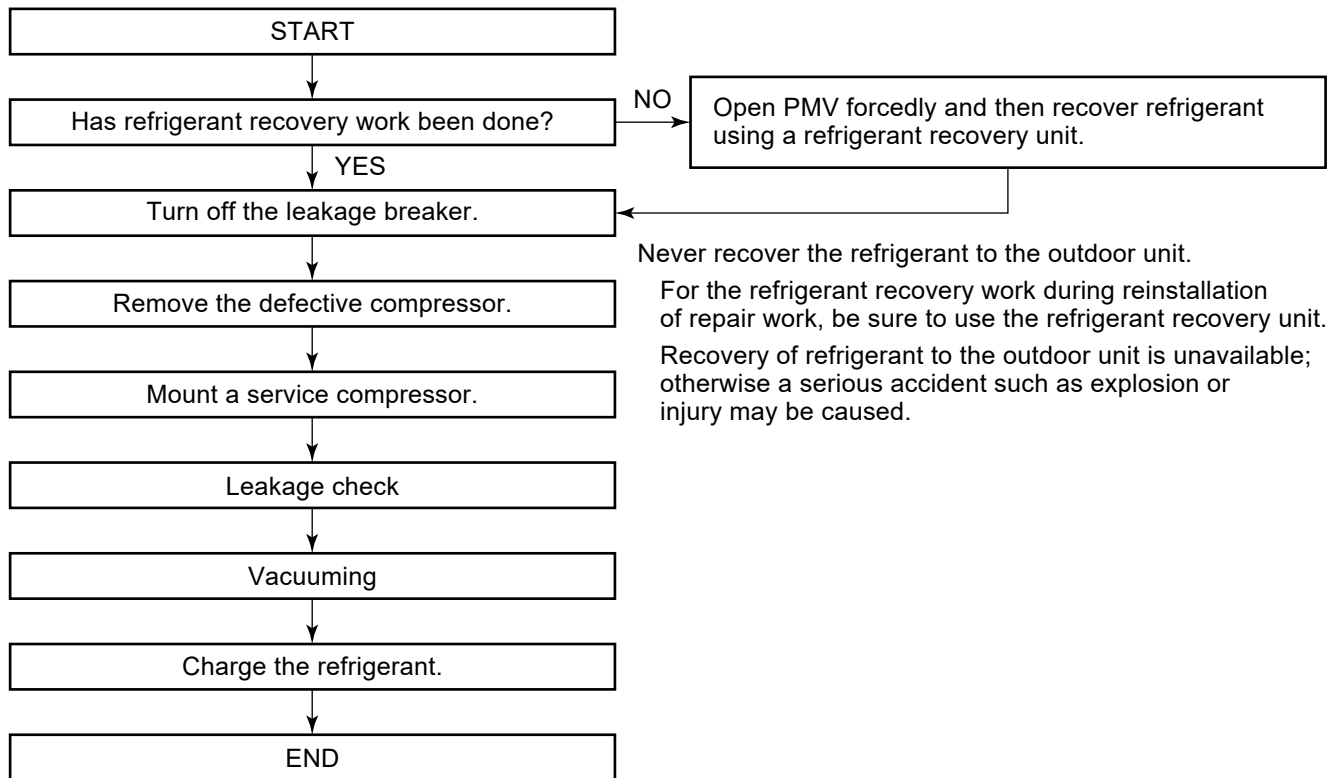 START
Has refrigerant recovery work been done?
NO
Open PMV forcedly and then recover refrigerant
using a refrigerant recovery unit.
YES
Turn off the leakage breaker.
Never recover the refrigerant to the outdoor unit.
For the refrigerant recovery work during reinstallation
of repair work, be sure to use the refrigerant recovery unit.
Recovery of refrigerant to the outdoor unit is unavailable;
otherwise a serious accident such as explosion or
injury may be caused.
Remove the defective compressor.
Mount a service compressor.
Leakage check
Vacuuming
Charge the refrigerant.
END